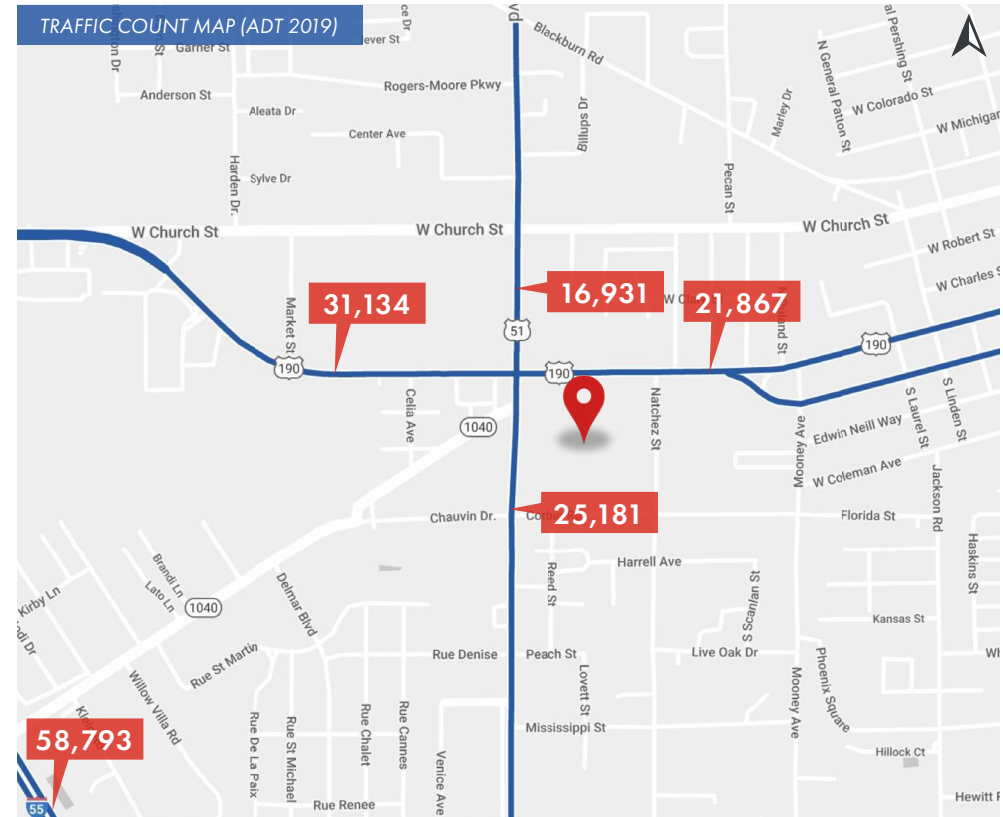 TRAFFIC COUNT MAP (ADT 2019)
Garner St
Blackburn Rd
Rogers-Moore Pkwy
Anderson St
Aleata Dr
Center Ave
Billups Dr
Marley Dr
N General Patton St
al Pershing St
W Colorado St
W Michigan
Harden Dr.
Sylve Dr
Pecan St
W Church St
W Church St
W Church St
W Robert St
W Charles S
Market St
31,134
16,931
21,867
51
190
190
190
Celia Ave
1040
Natchez St
Mooney Ave
Edwin Neill Way
S Laurel St
S Linden St
W Coleman Ave
Jackson Rd
25,181
Chauvin Dr.
Florida St
Haskins St
Harrell Ave
Reed St
S Scanlan St
Brandi Ln
Lato Ln
Kirby Ln
1040
Delmar Blvd
Kansas St
Rue St Martin
Rue Denise
Peach St
Live Oak Dr
Wh
Willow Villa Rd
Lovett St
Mooney Ave
Phoenix Square
Mississippi St
Rue De La Paix
Rue St Michael
Rue Chalet
Rue Cannes
Venice Ave
Hillock Ct
58,793
55
Rue Renee
Hewitt R